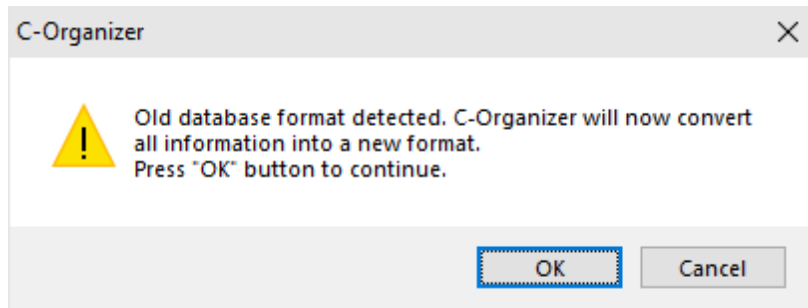 C-Organizer
Old database format detected. C-Organizer will now convert
all information into a new format.
Press "OK" button to continue.
OK
Cancel